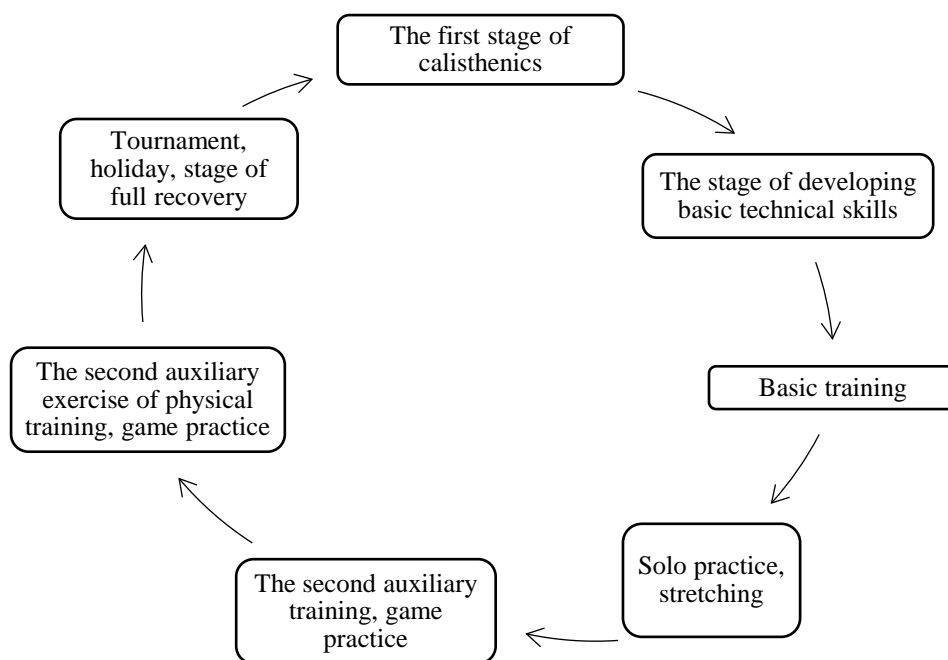 The first stage of
calisthenics
The stage of developing
basic technical skills
Basic training
Solo practice,
stretching
The second auxiliary
training, game
practice
The second auxiliary
exercise of physical
training, game practice
Tournament,
holiday, stage of
full recovery